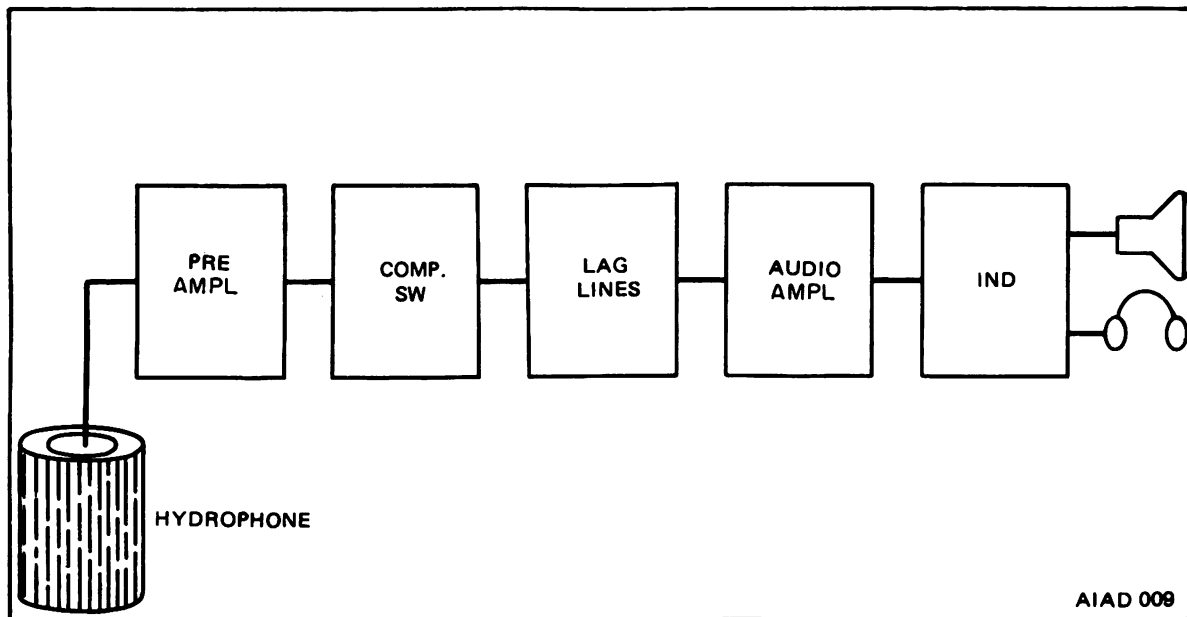 PRE
AMPL
COMP.
SW
LAG
LINES
AUDIO
AMPL
IND
HYDROPHONE
AIAD 009